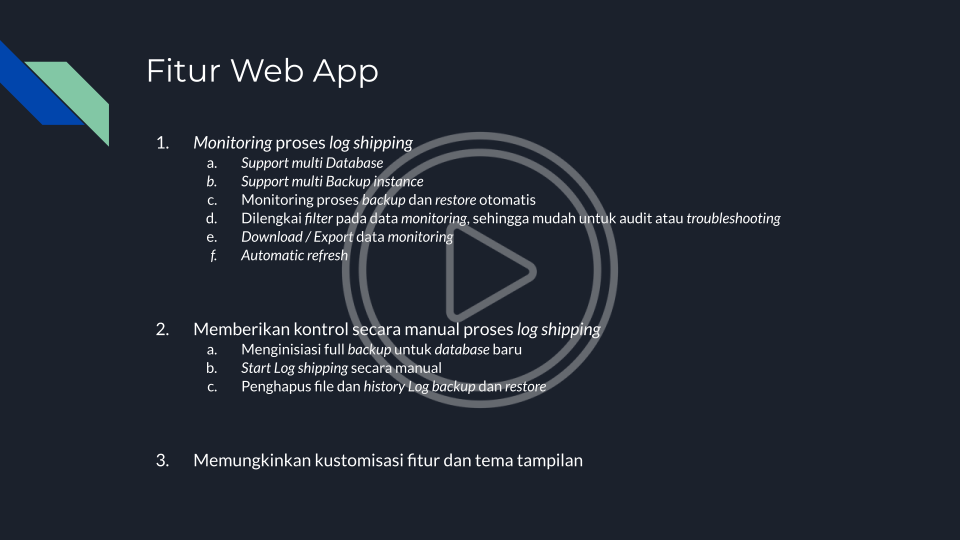 Fitur Web App
1. Monitoring proses log shipping
a. Support multi Database
b. Support multi Backup instance
c. Monitoring proses backup dan restore otomatis
d. Dilengkai filter pada data monitoring, sehingga mudah untuk audit atau troubleshooting
e. Download / Export data monitoring
f. Automatic refresh
2. Memberikan kontrol secara manual proses log shipping
a. Menginisiasi full backup untuk database baru
b. Start Log shipping secara manual
c. Penghapus file dan history Log backup dan restore
3. Memungkinkan kustomisasi fitur dan tema tampilan